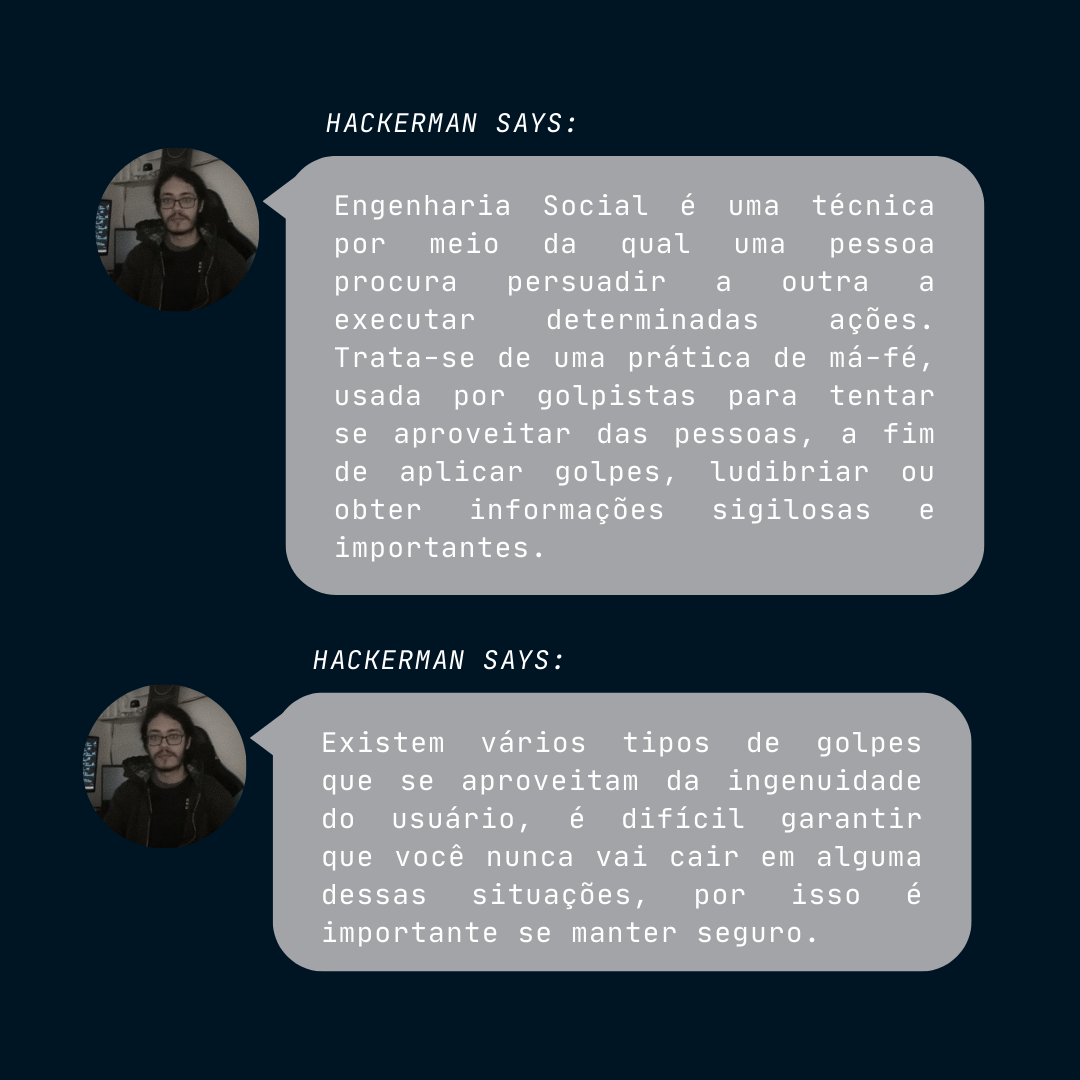 HACKERMAN SAYS:
Engenharia Social é uma técnica
por meio da qual uma pessoa
procura persuadir a outra a
executar determinadas ações.
Trata-se de uma prática de má-fé,
usada por golpistas para tentar
se aproveitar das pessoas, a fim
de aplicar golpes, ludibriar ou
obter informações sigilosas e
importantes.
HACKERMAN SAYS:
Existem vários tipos de golpes
que se aproveitam da ingenuidade
do usuário, é difícil garantir
que você nunca vai cair em alguma
dessas situações, por isso é
importante se manter seguro.